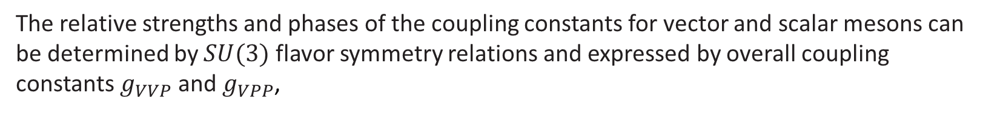 The relative strengths and phases of the coupling constants for vector and scalar mesons can
be determined by SU(3) flavor symmetry relations and expressed by overall coupling
constants g_{VVP} and g_{VPP},